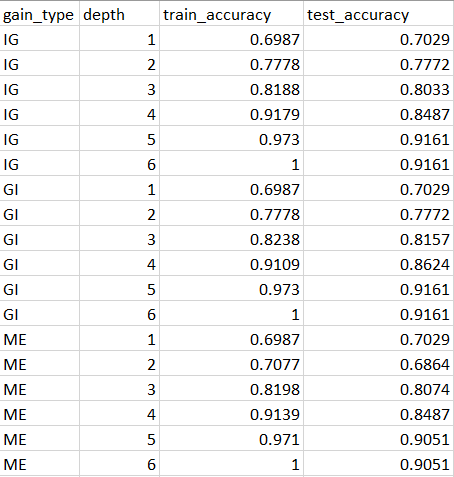 gain_type depth train_accuracy test_accuracy
IG 1 0.6987 0.7029
IG 2 0.7778 0.7772
IG 3 0.8188 0.8033
IG 4 0.9179 0.8487
IG 5 0.973 0.9161
IG 6 1 0.9161
GI 1 0.6987 0.7029
GI 2 0.7778 0.7772
GI 3 0.8238 0.8157
GI 4 0.9109 0.8624
GI 5 0.973 0.9161
GI 6 1 0.9161
ME 1 0.6987 0.7029
ME 2 0.7077 0.6864
ME 3 0.8198 0.8074
ME 4 0.9139 0.8487
ME 5 0.971 0.9051
ME 6 1 0.9051